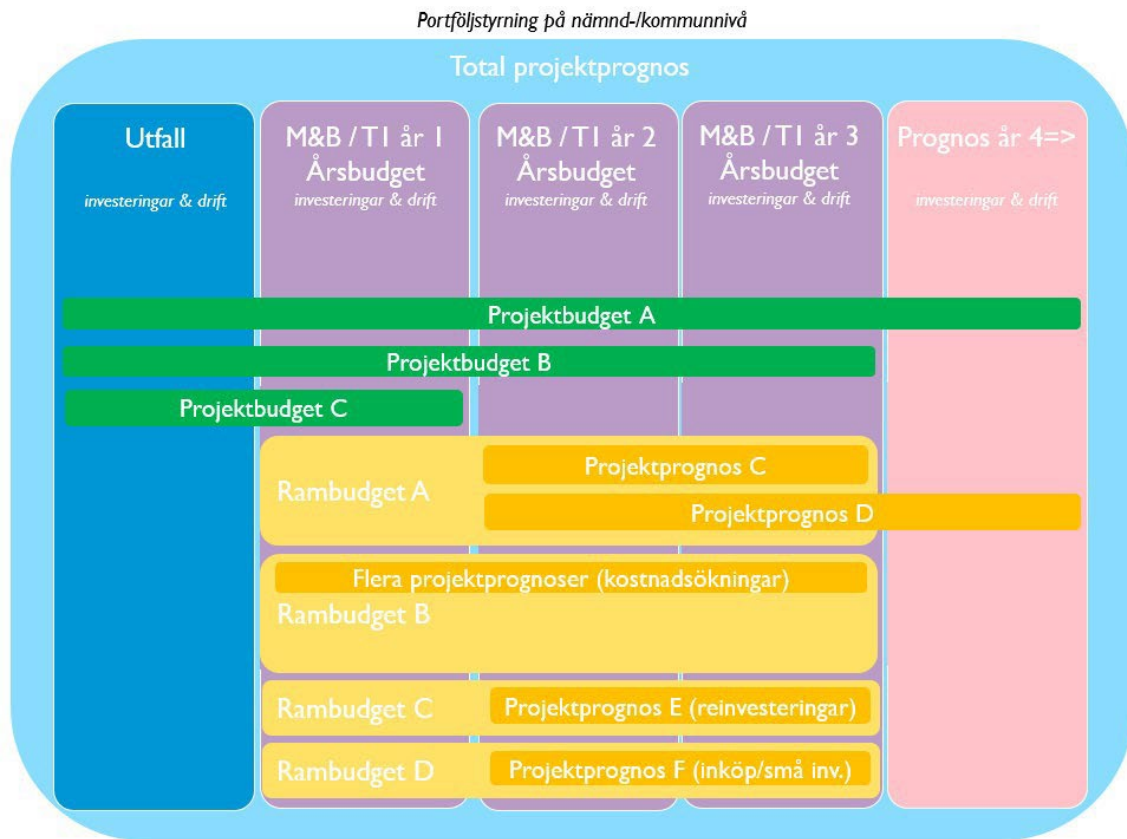 Portföljstyrning på nämnd-/kommunnivå
Total projektprognos
Utfall
investeringar & drift
M&B / T1 år 1
Årsbudget
investeringar & drift
M&B / T1 år 2
Årsbudget
investeringar & drift
M&B / T1 år 3
Årsbudget
investeringar & drift
Prognos år 4=>
investeringar & drift
Projektbudget A
Projektbudget B
Projektbudget C
Rambudget A
Projektprognos C
Projektprognos D
Flera projektprognoser (kostnadsökningar)
Rambudget B
Rambudget C
Projektprognos E (reinvesteringar)
Rambudget D
Projektprognos F (inköp/små inv.)